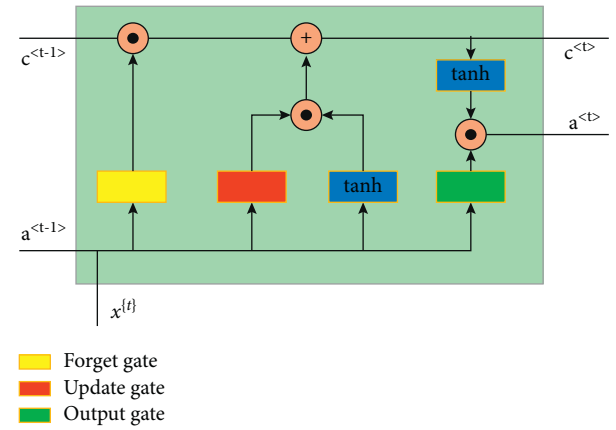 +
c<t-1>
c<t>
tanh
a<t>
tanh
a<t-1>
x{t}
Forget gate
Update gate
Output gate